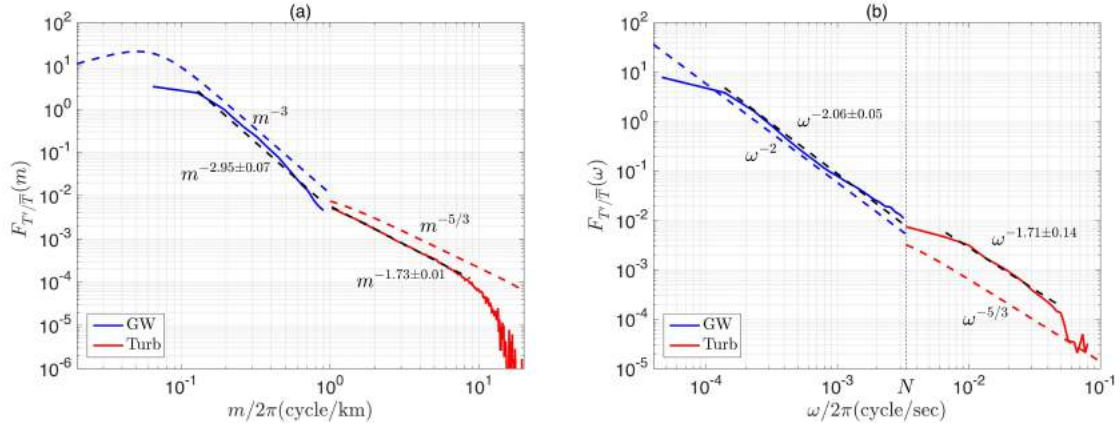 (a)
10^2
10^1
10^0
10^-1
10^-2
10^-3
10^-4
10^-5
10^-6
F_{T'/\overline{T}}(m)
m^{-3}
m^{-2.95±0.07}
m^{-5/3}
m^{-1.73±0.01}
GW
Turb
10^-1
10^0
10^1
m/2π(cycle/km)
(b)
10^2
10^1
10^0
10^-1
10^-2
10^-3
10^-4
10^-5
F_{T'/\overline{T}}(ω)
ω^{-2.06±0.05}
ω^{-2}
ω^{-1.71±0.14}
ω^{-5/3}
GW
Turb
10^-4
10^-3
N
10^-2
10^-1
ω/2π(cycle/sec)